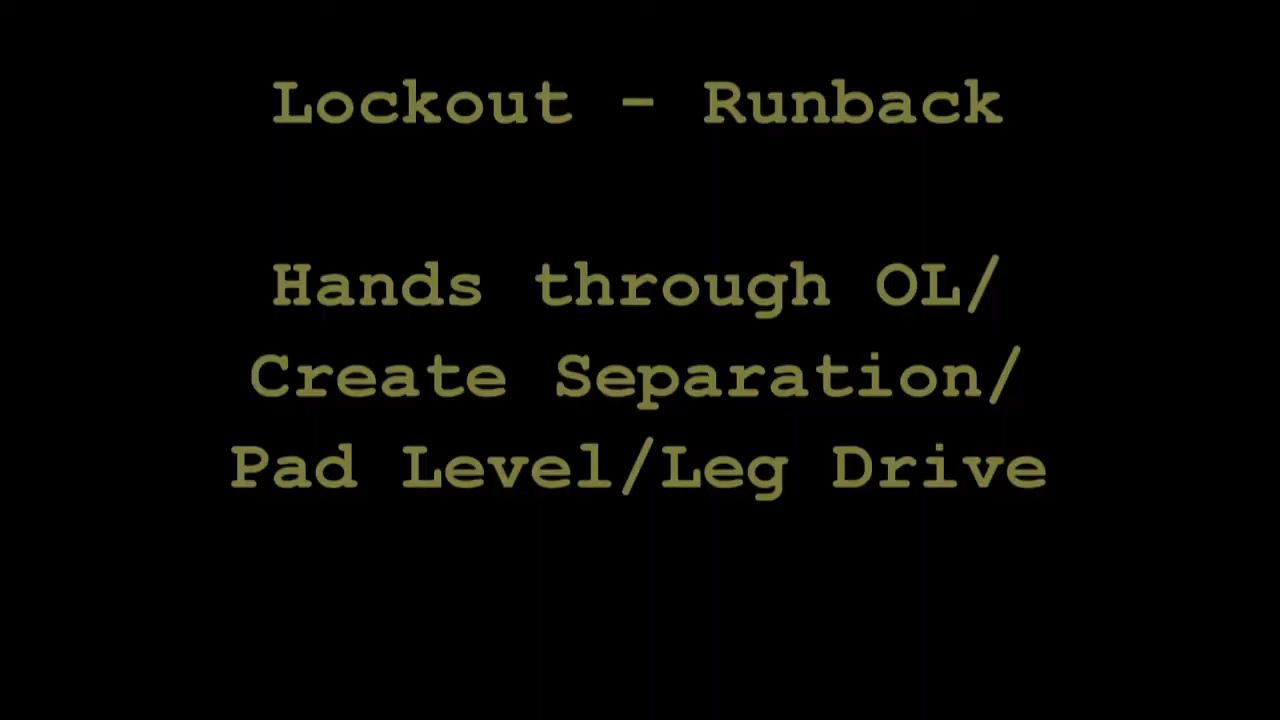 Lockout - Runback
Hands through OL/
Create Separation/
Pad Level/Leg Drive